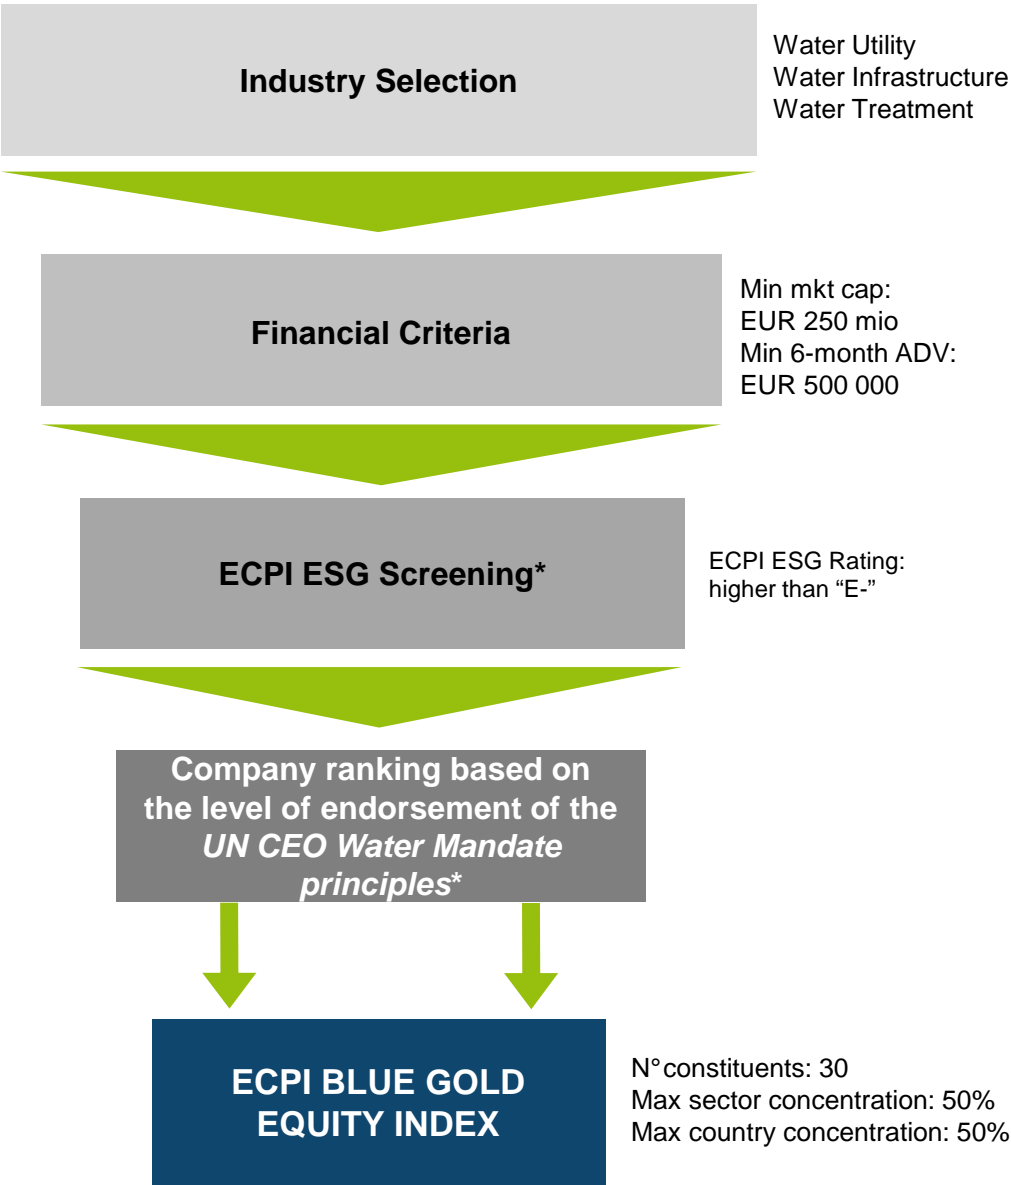 Industry Selection
Water Utility
Water Infrastructure
Water Treatment
Financial Criteria
Min mkt cap:
EUR 250 mio
Min 6-month ADV:
EUR 500 000
ECPI ESG Screening*
ECPI ESG Rating:
higher than “E-”
Company ranking based on
the level of endorsement of the
UN CEO Water Mandate
principles*
ECPI BLUE GOLD
EQUITY INDEX
N° constituents: 30
Max sector concentration: 50%
Max country concentration: 50%